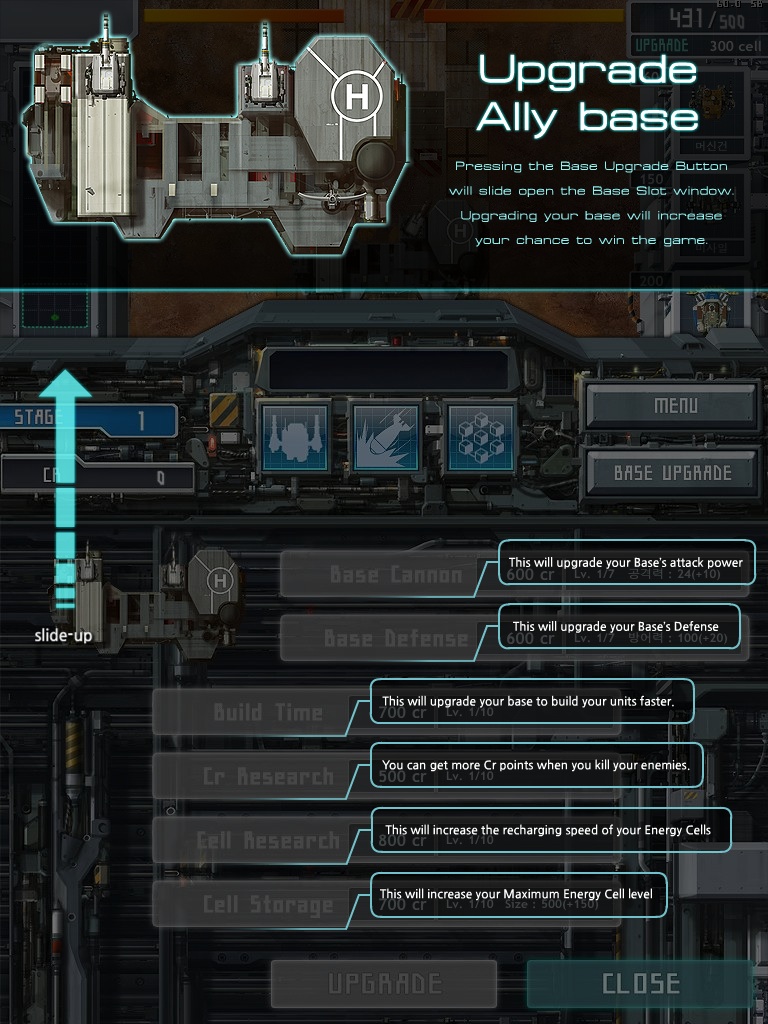 431/500
UPGRADE 300 cell
H
Upgrade
Ally base
머신건
150
Pressing the Base Upgrade Button
will slide open the Base Slot window.
Upgrading your base will increase
your chance to win the game.
200
STAGE 1
MENU
CR 0
BASE UPGRADE
H
Base Cannon
600 cr Lv. 1/7 공격력 : 24(+10)
This will upgrade your Base's attack power
Base Defense
600 cr Lv. 1/7 방어력 : 100(+20)
This will upgrade your Base's Defense
slide-up
Build Time
700 cr Lv. 1/10
This will upgrade your base to build your units faster.
Cr Research
500 cr Lv. 1/10
You can get more Cr points when you kill your enemies.
Cell Research
800 cr Lv. 1/10
This will increase the recharging speed of your Energy Cells
Cell Storage
700 cr Lv. 1/10 Size : 500(+150)
This will increase your Maximum Energy Cell level
UPGRADE
CLOSE